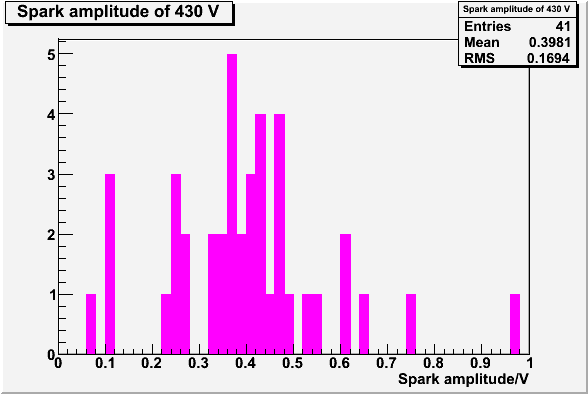 Spark amplitude of 430 V
Spark amplitude of 430 V
Entries 41
Mean 0.3981
RMS 0.1694
5
4
3
2
1
0
0 0.1 0.2 0.3 0.4 0.5 0.6 0.7 0.8 0.9 1
Spark amplitude/V